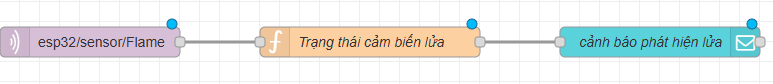 esp32/sensor/Flame
Trạng thái cảm biến lửa
cảnh báo phát hiện lửa